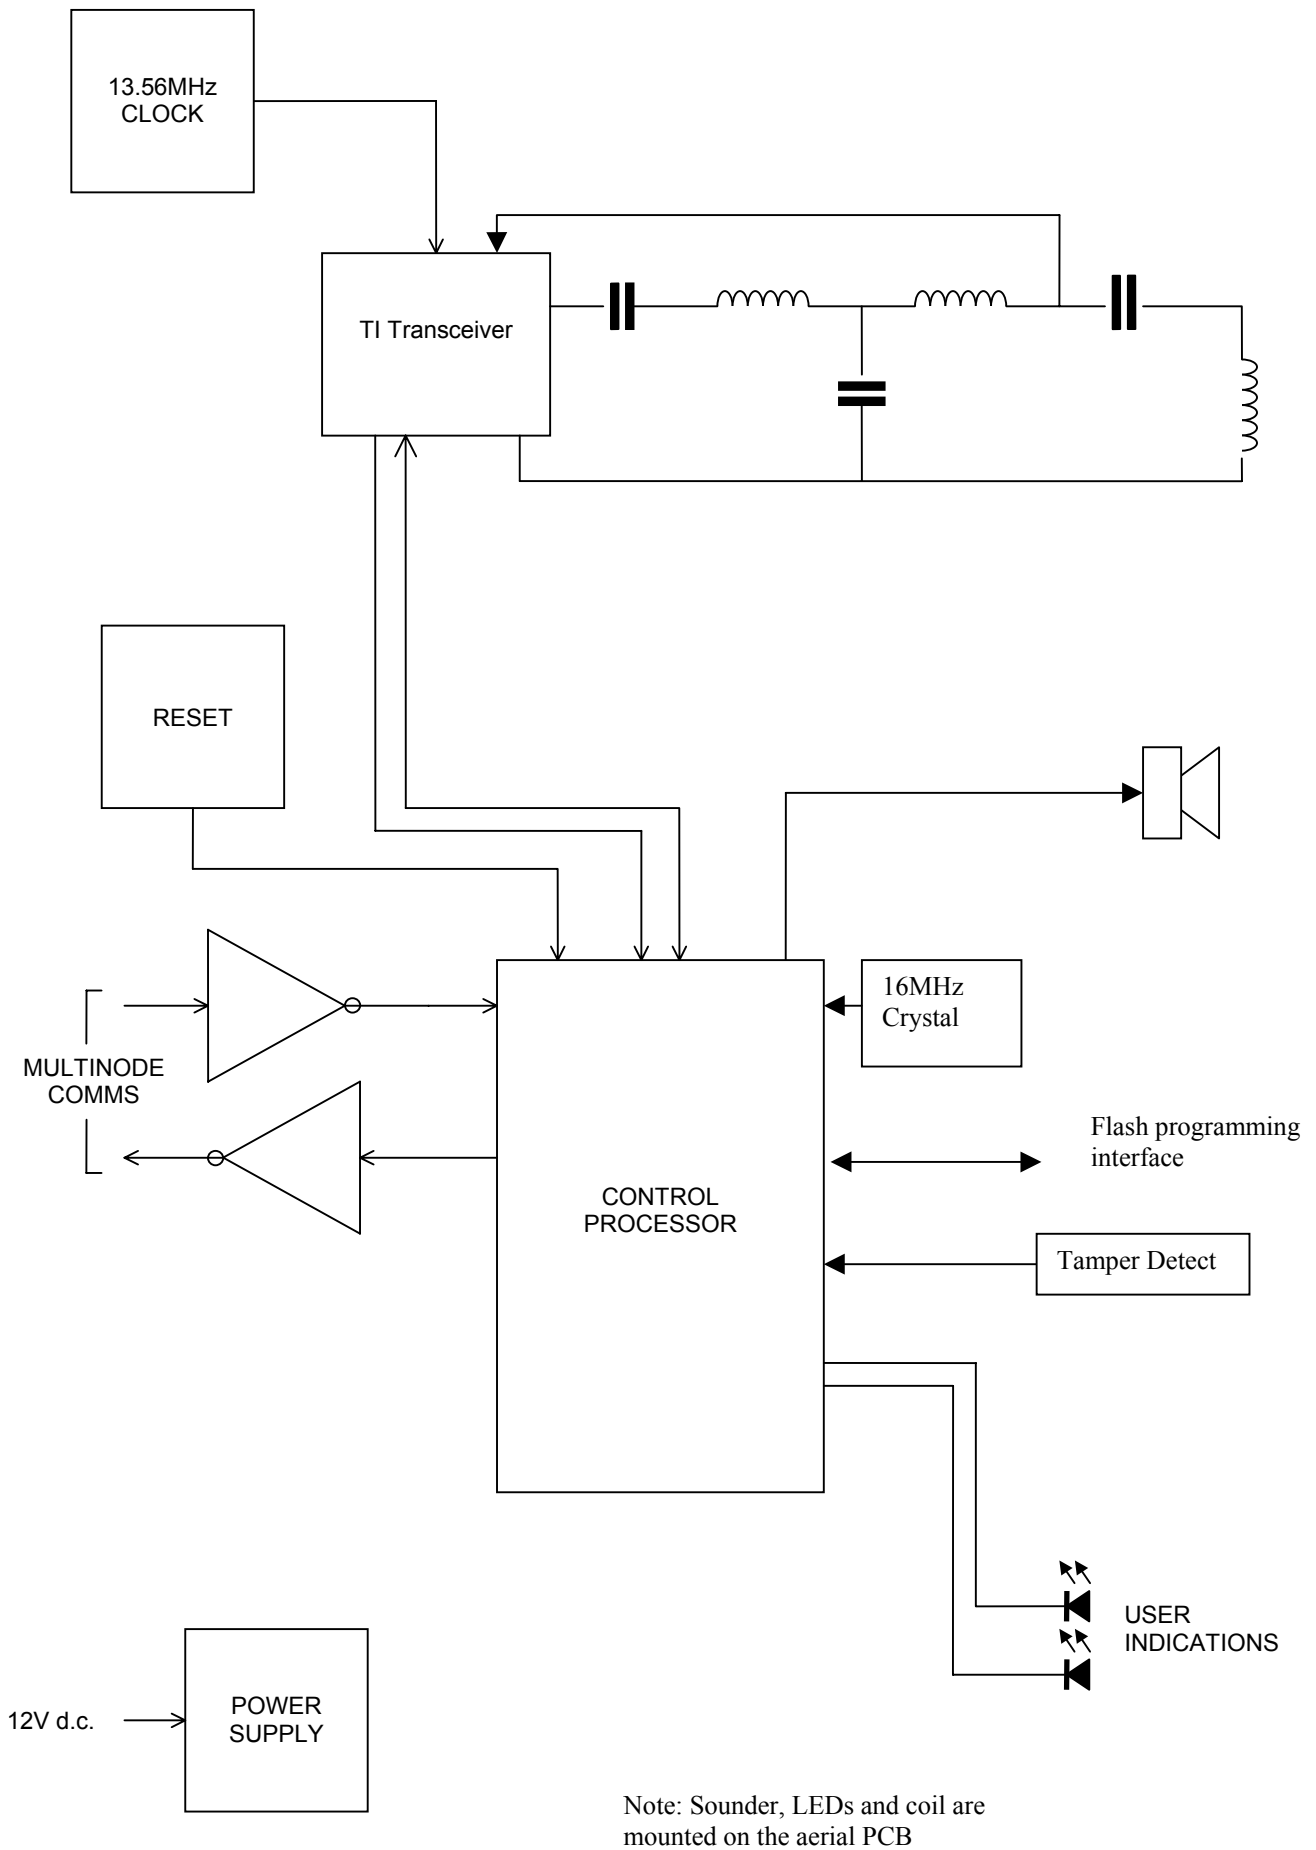 13.56MHz
CLOCK
TI Transceiver
RESET
16MHz
Crystal
MULTINODE
COMMS
Flash programming
interface
CONTROL
PROCESSOR
Tamper Detect
USER
INDICATIONS
12V d.c.
POWER
SUPPLY
Note: Sounder, LEDs and coil are
mounted on the aerial PCB